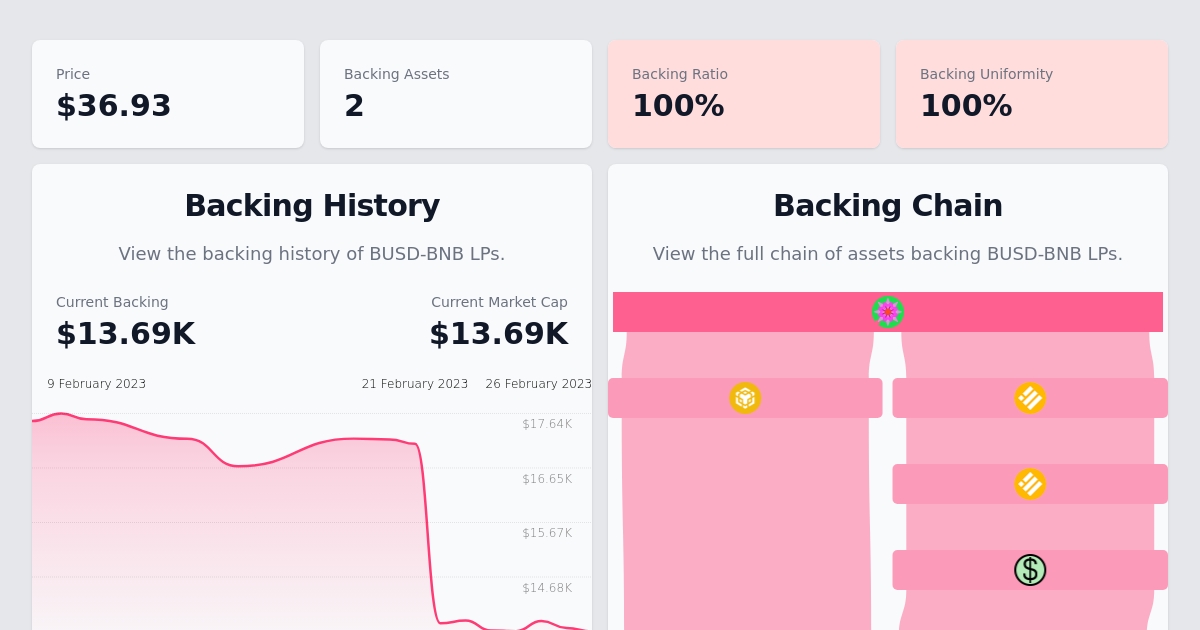 Price
$36.93
Backing Assets
2
Backing Ratio
100%
Backing Uniformity
100%
Backing History
View the backing history of BUSD-BNB LPs.
Current Backing
$13.69K
Current Market Cap
$13.69K
9 February 2023
21 February 2023
26 February 2023
$17.64K
$16.65K
$15.67K
$14.68K
Backing Chain
View the full chain of assets backing BUSD-BNB LPs.
$